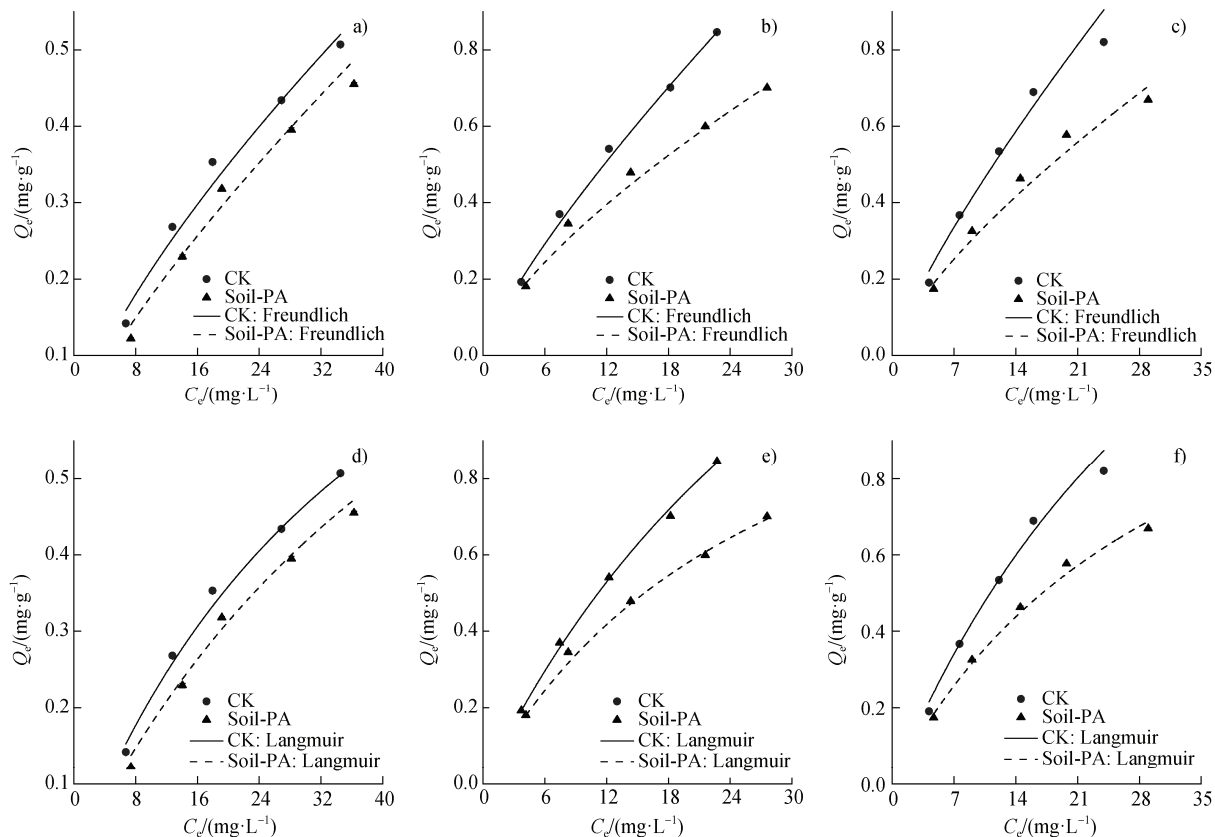 a)
Qe/(mg·g⁻¹)
0.5
0.4
0.3
0.2
0.1
CK
Soil-PA
CK: Freundlich
Soil-PA: Freundlich
0 8 16 24 32 40
Ce/(mg·L⁻¹)
b)
Qe/(mg·g⁻¹)
0.8
0.6
0.4
0.2
0.0
CK
Soil-PA
CK: Freundlich
Soil-PA: Freundlich
0 6 12 18 24 30
Ce/(mg·L⁻¹)
c)
Qe/(mg·g⁻¹)
0.8
0.6
0.4
0.2
0.0
CK
Soil-PA
CK: Freundlich
Soil-PA: Freundlich
0 7 14 21 28 35
Ce/(mg·L⁻¹)
d)
Qe/(mg·g⁻¹)
0.5
0.4
0.3
0.2
0.1
CK
Soil-PA
CK: Langmuir
Soil-PA: Langmuir
0 8 16 24 32 40
Ce/(mg·L⁻¹)
e)
Qe/(mg·g⁻¹)
0.8
0.6
0.4
0.2
0.0
CK
Soil-PA
CK: Langmuir
Soil-PA: Langmuir
0 6 12 18 24 30
Ce/(mg·L⁻¹)
f)
Qe/(mg·g⁻¹)
0.8
0.6
0.4
0.2
0.0
CK
Soil-PA
CK: Langmuir
Soil-PA: Langmuir
0 7 14 21 28 35
Ce/(mg·L⁻¹)